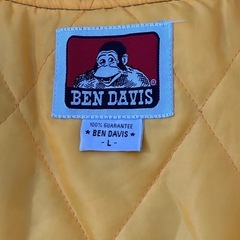 BEN DAVIS
100% GUARANTEE
★ BEN DAVIS ★
- L -